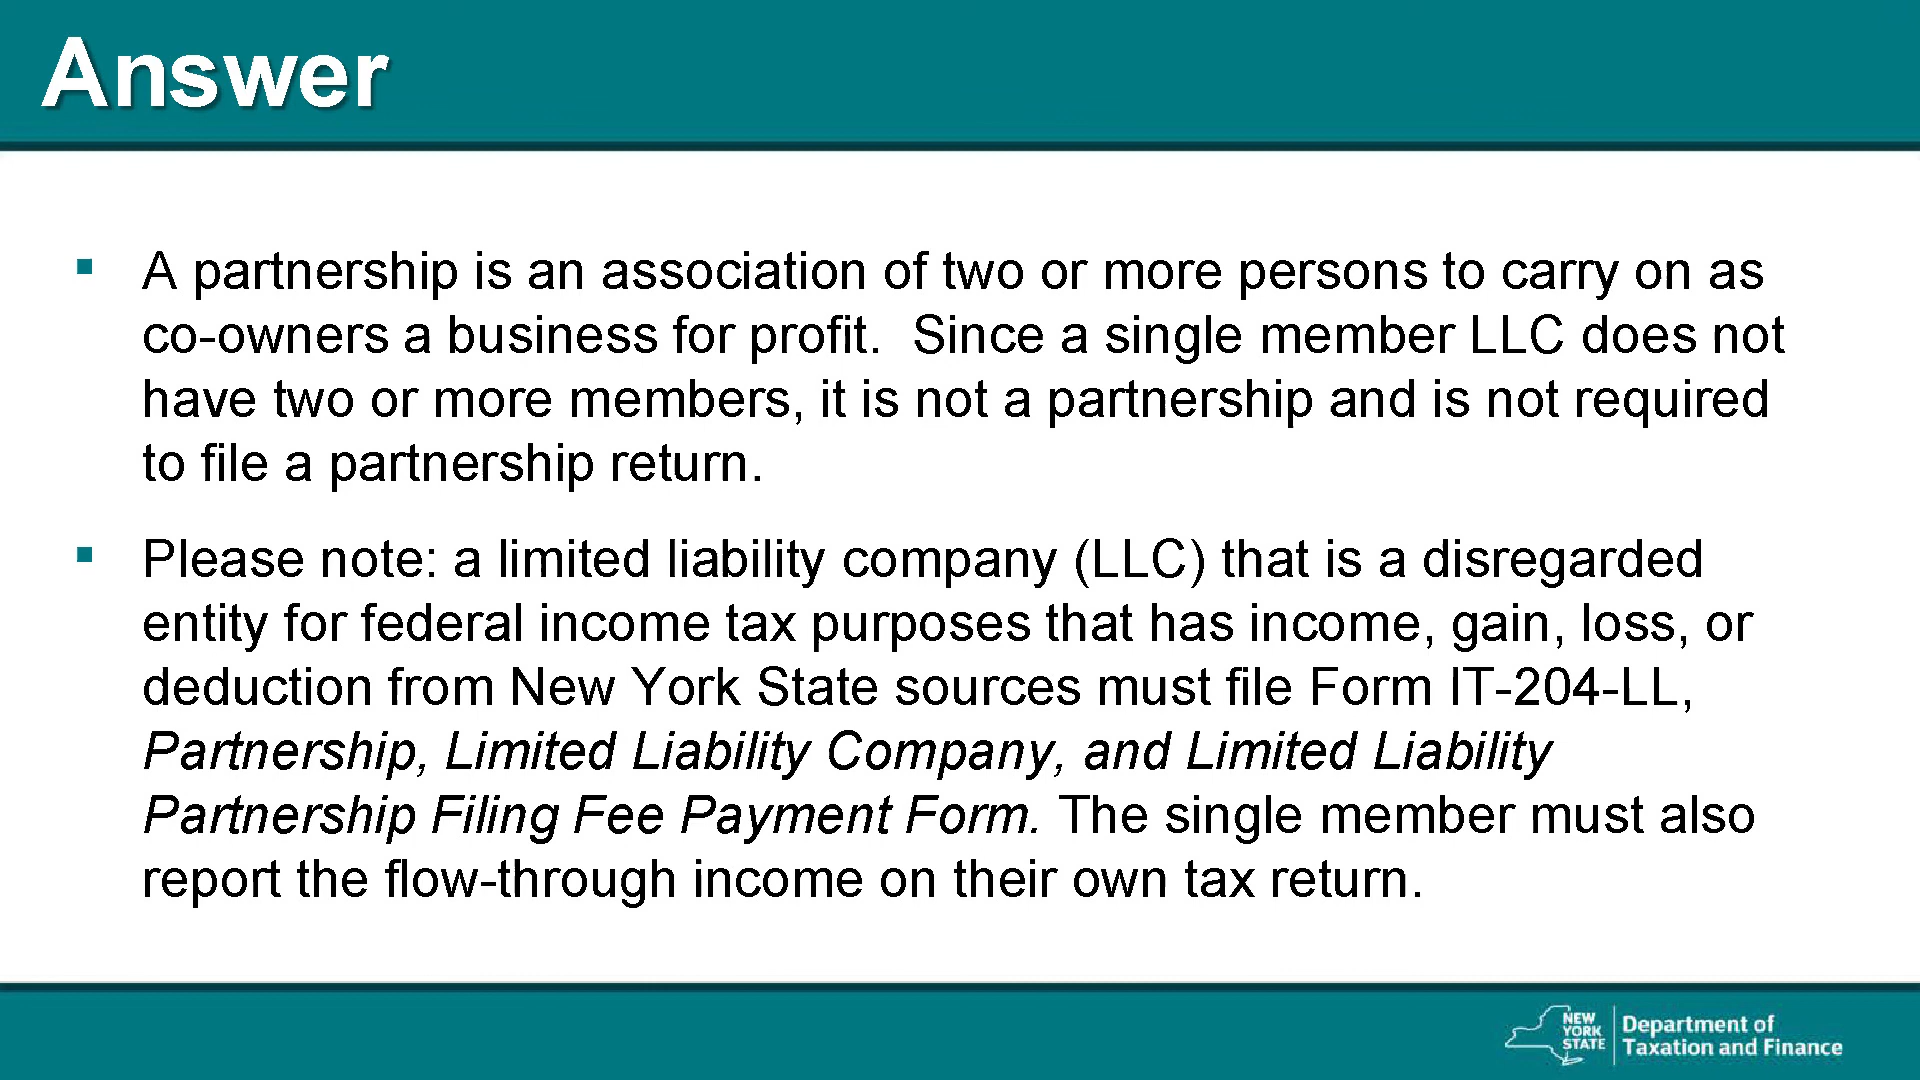 Answer
▪ A partnership is an association of two or more persons to carry on as
co-owners a business for profit.  Since a single member LLC does not
have two or more members, it is not a partnership and is not required
to file a partnership return.
▪ Please note: a limited liability company (LLC) that is a disregarded
entity for federal income tax purposes that has income, gain, loss, or
deduction from New York State sources must file Form IT-204-LL,
Partnership, Limited Liability Company, and Limited Liability
Partnership Filing Fee Payment Form. The single member must also
report the flow-through income on their own tax return.
NEW
YORK
STATE
Department of
Taxation and Finance